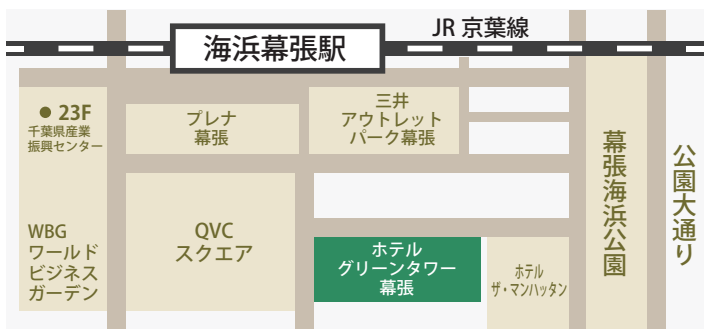 JR 京葉線
海浜幕張駅
● 23F
千葉県産業
振興センター
プレナ
幕張
三井
アウトレット
パーク幕張
WBG
ワールド
ビジネス
ガーデン
QVC
スクエア
ホテル
グリーンタワー
幕張
ホテル
ザ・マンハッタン
幕張海浜公園
公園大通り